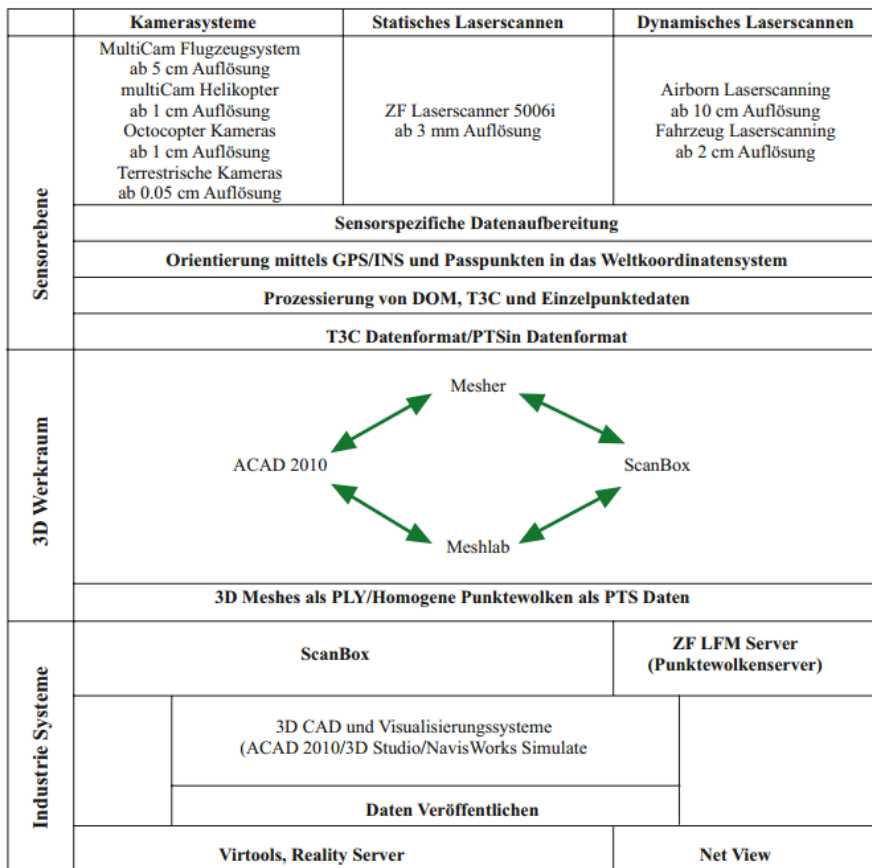 Kamerasysteme
Statisches Laserscannen
Dynamisches Laserscannen
Sensorebene
MultiCam Flugzeugsystem
ab 5 cm Auflösung
multiCam Helikopter
ab 1 cm Auflösung
Octocopter Kameras
ab 1 cm Auflösung
Terrestrische Kameras
ab 0.05 cm Auflösung
ZF Laserscanner 5006i
ab 3 mm Auflösung
Airborn Laserscanning
ab 10 cm Auflösung
Fahrzeug Laserscanning
ab 2 cm Auflösung
Sensorspezifiche Datenaufbereitung
Orientierung mittels GPS/INS und Passpunkten in das Weltkoordinatensystem
Prozessierung von DOM, T3C und Einzelpunktedaten
T3C Datenformat/PTSin Datenformat
3D Werkraum
Mesher
ACAD 2010
ScanBox
Meshlab
3D Meshes als PLY/Homogene Punktewolken als PTS Daten
Industrie Systeme
ScanBox
ZF LFM Server
(Punktewolkenserver)
3D CAD und Visualisierungssysteme
(ACAD 2010/3D Studio/NavisWorks Simulate
Daten Veröffentlichen
Virtools, Reality Server
Net View